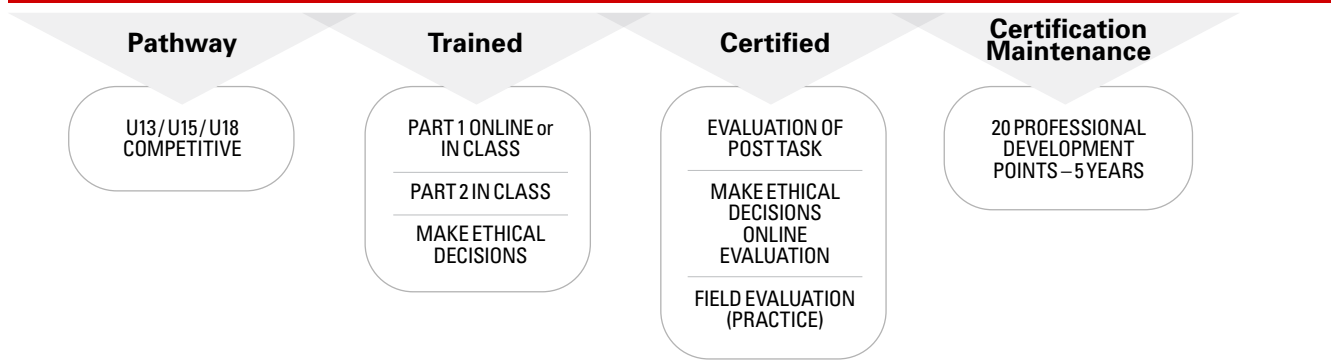 Pathway
U13/U15/U18
COMPETITIVE
Trained
PART 1 ONLINE or
IN CLASS
PART 2 IN CLASS
MAKE ETHICAL
DECISIONS
Certified
EVALUATION OF
POST TASK
MAKE ETHICAL
DECISIONS
ONLINE
EVALUATION
FIELD EVALUATION
(PRACTICE)
Certification
Maintenance
20 PROFESSIONAL
DEVELOPMENT
POINTS – 5 YEARS